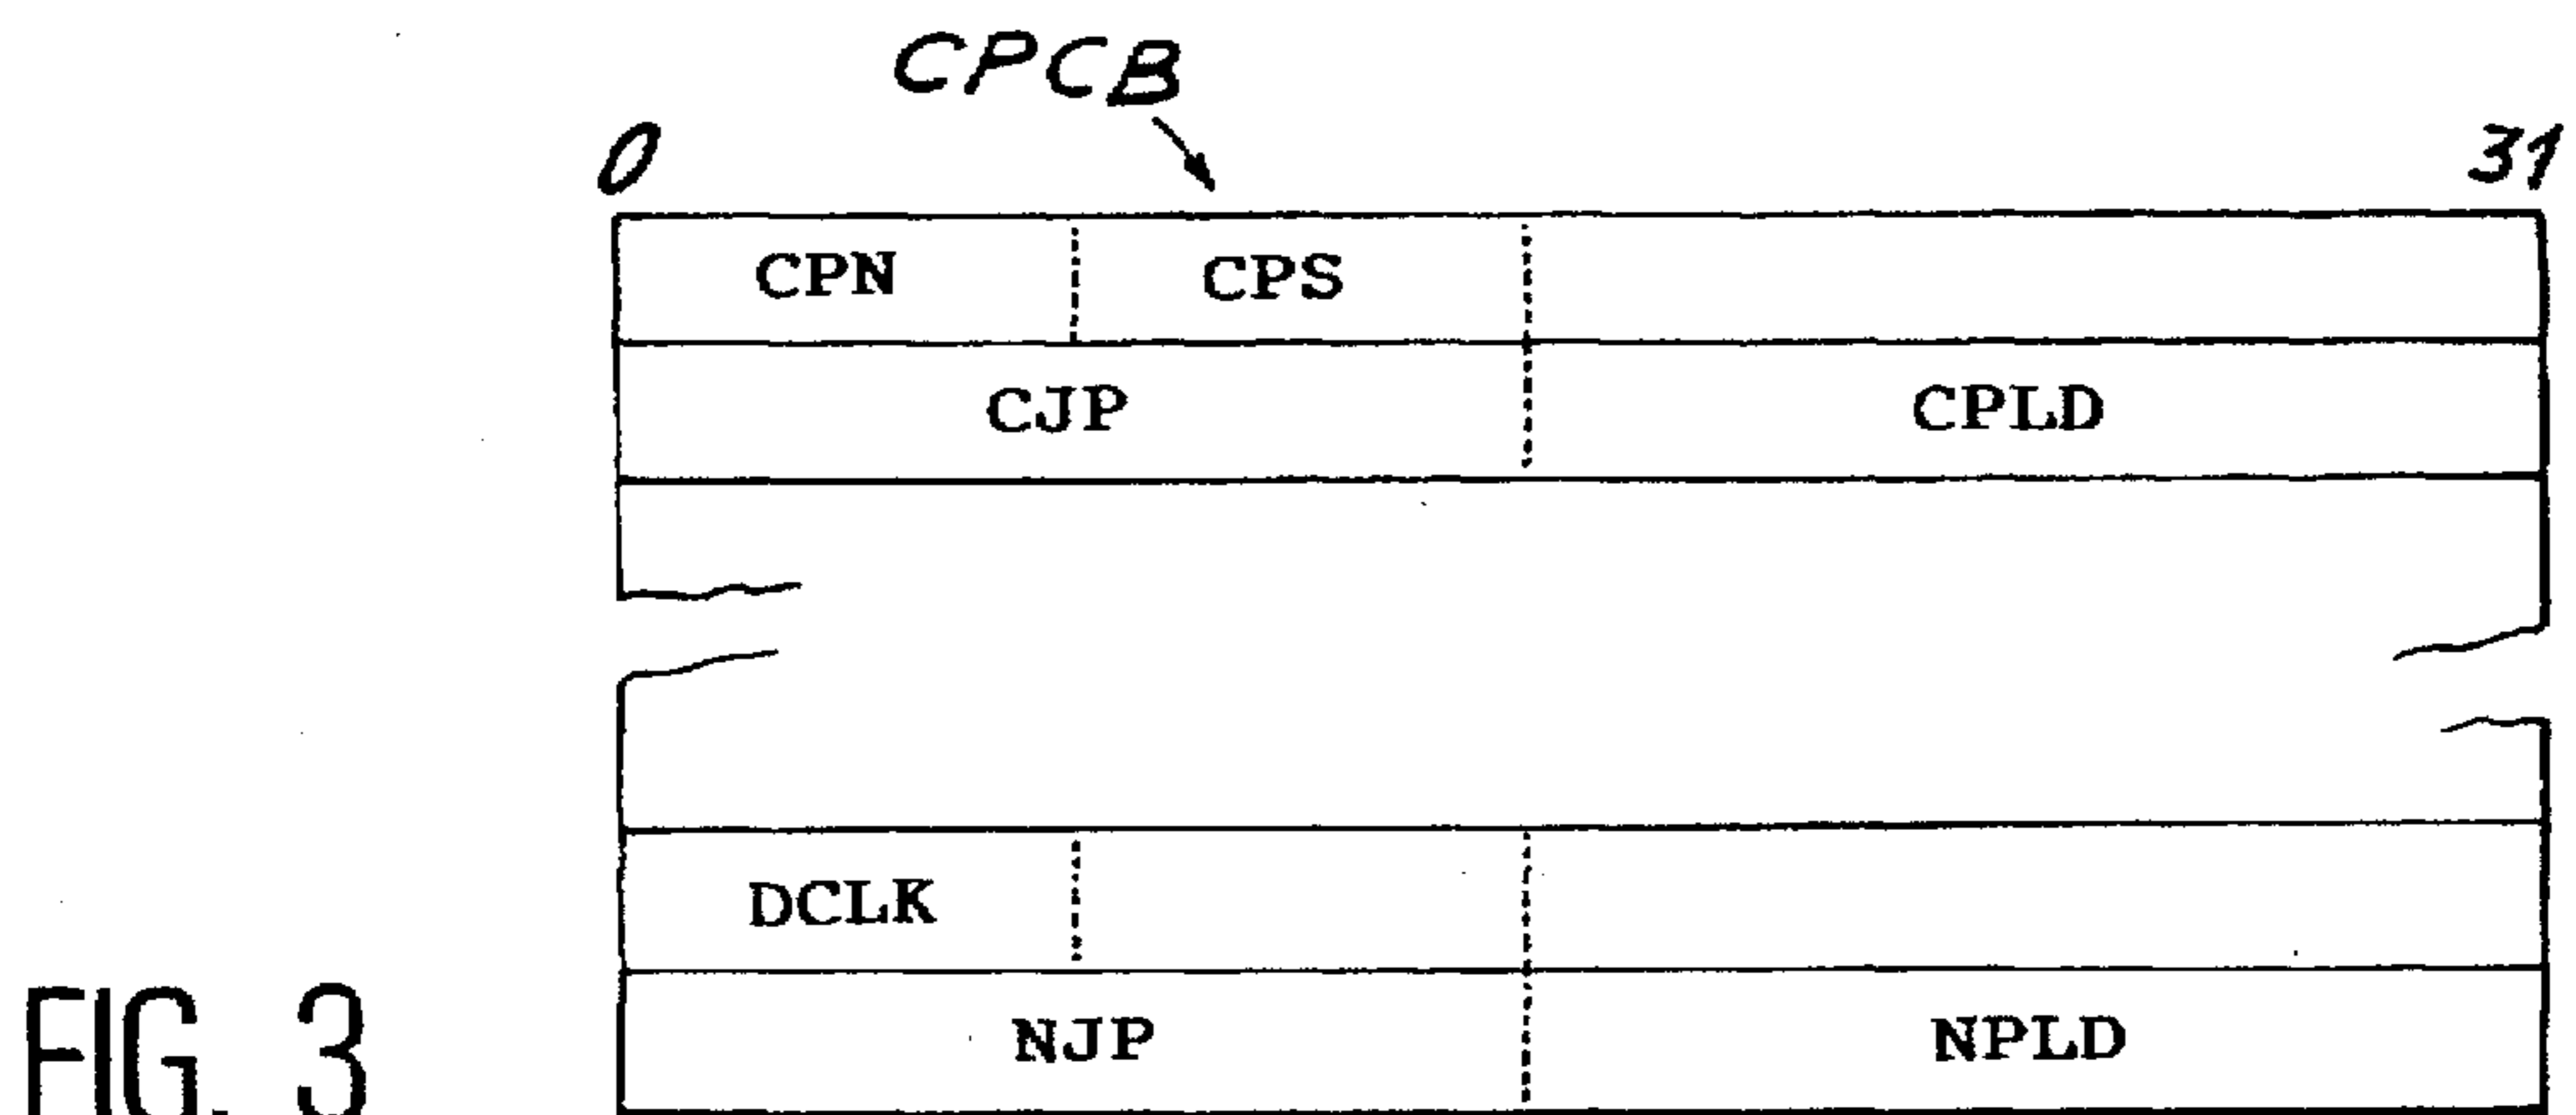 CPCB
0 31
CPN CPS
CJP CPLD
DCLK
NJP NPLD
FIG. 3